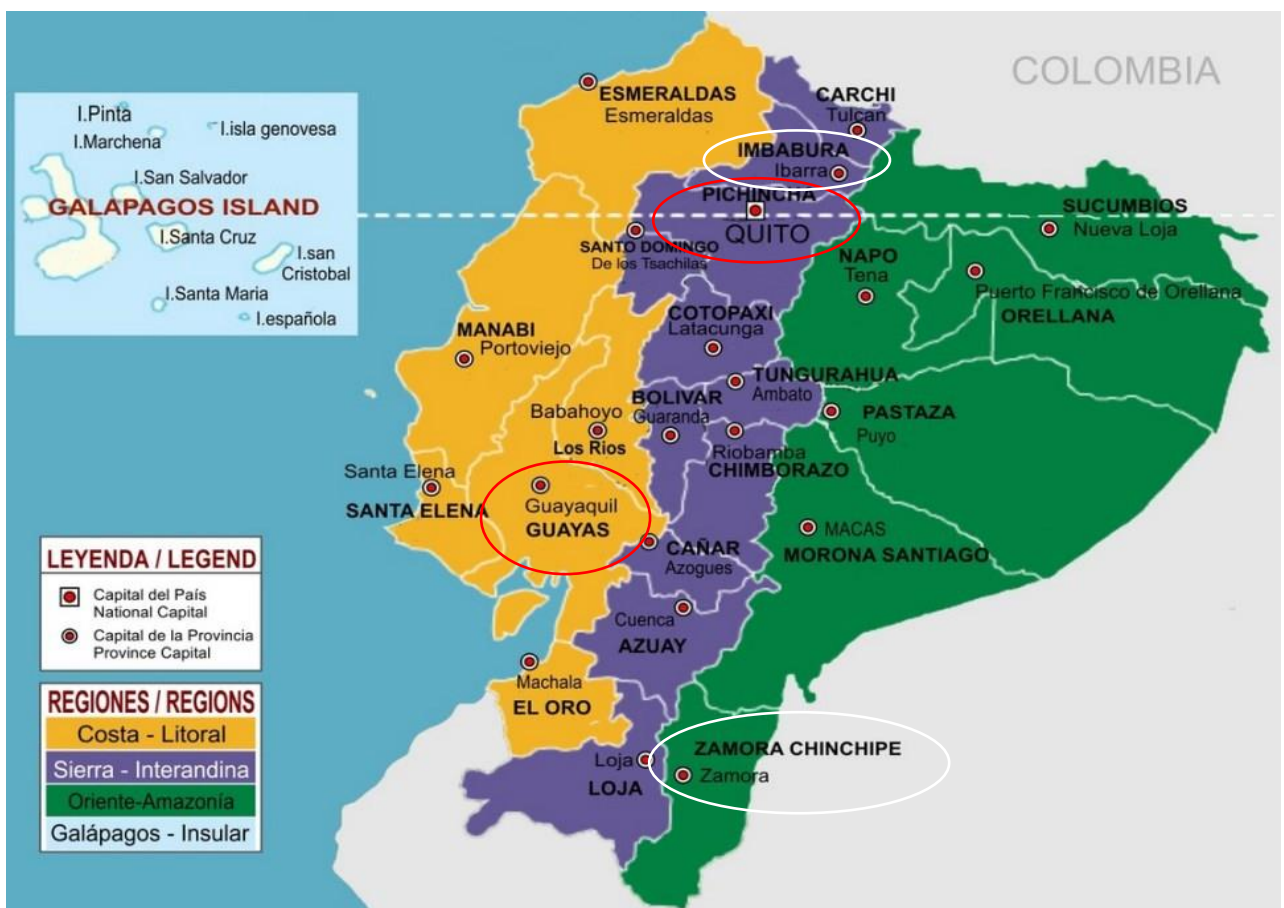 COLOMBIA
I.Pinta
I.Marchena
I.isla genovesa
I.San Salvador
GALAPAGOS ISLAND
I.Santa Cruz
I.san
Cristobal
I.Santa Maria
I.española
ESMERALDAS
Esmeraldas
CARCHI
Tulcan
IMBABURA
Ibarra
PICHINCHA
QUITO
SANTO DOMINGO
De los Tsachilas
SUCUMBIOS
Nueva Loja
NAPO
Tena
Puerto Francisco de Orellana
ORELLANA
COTOPAXI
Latacunga
MANABI
Portoviejo
TUNGURAHUA
Ambato
BOLIVAR
Guaranda
PASTAZA
Puyo
Babahoyo
Los Rios
Riobamba
CHIMBORAZO
Santa Elena
SANTA ELENA
Guayaquil
GUAYAS
MACAS
MORONA SANTIAGO
CAÑAR
Azogues
Cuenca
AZUAY
Machala
EL ORO
Loja
LOJA
ZAMORA CHINCHIPE
Zamora
LEYENDA / LEGEND
Capital del País
National Capital
Capital de la Provincia
Province Capital
REGIONES / REGIONS
Costa - Litoral
Sierra - Interandina
Oriente-Amazonía
Galápagos - Insular